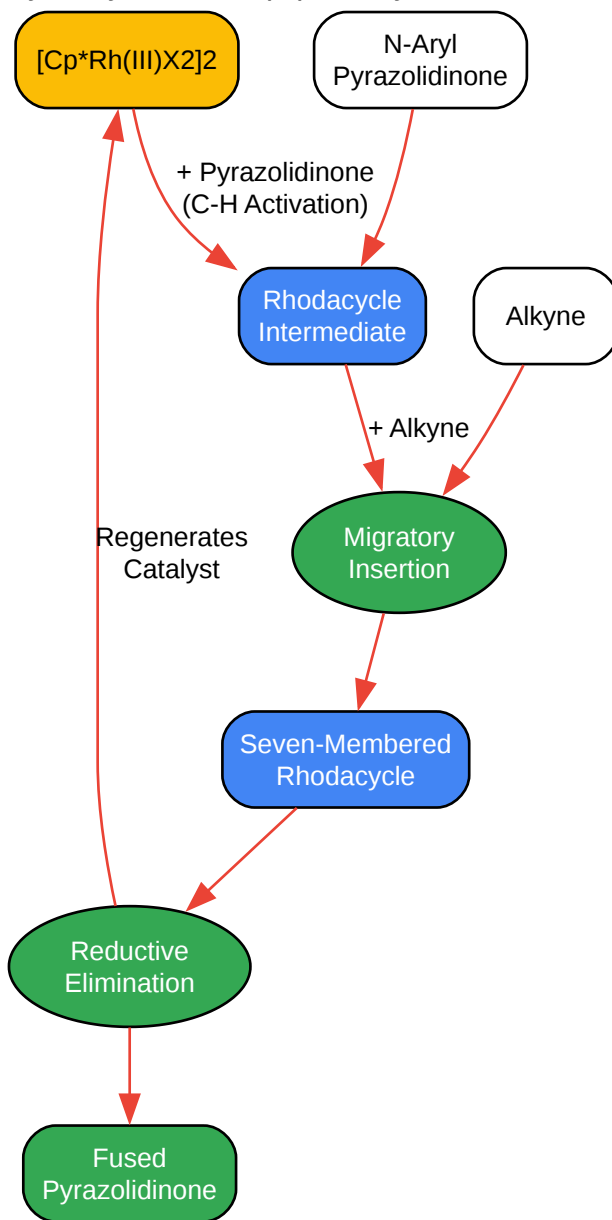 [Cp*Rh(III)X2]2
N-Aryl
Pyrazolidinone
+ Pyrazolidinone
(C-H Activation)
Rhodacycle
Intermediate
Alkyne
+ Alkyne
Migratory
Insertion
Regenerates
Catalyst
Seven-Membered
Rhodacycle
Reductive
Elimination
Fused
Pyrazolidinone